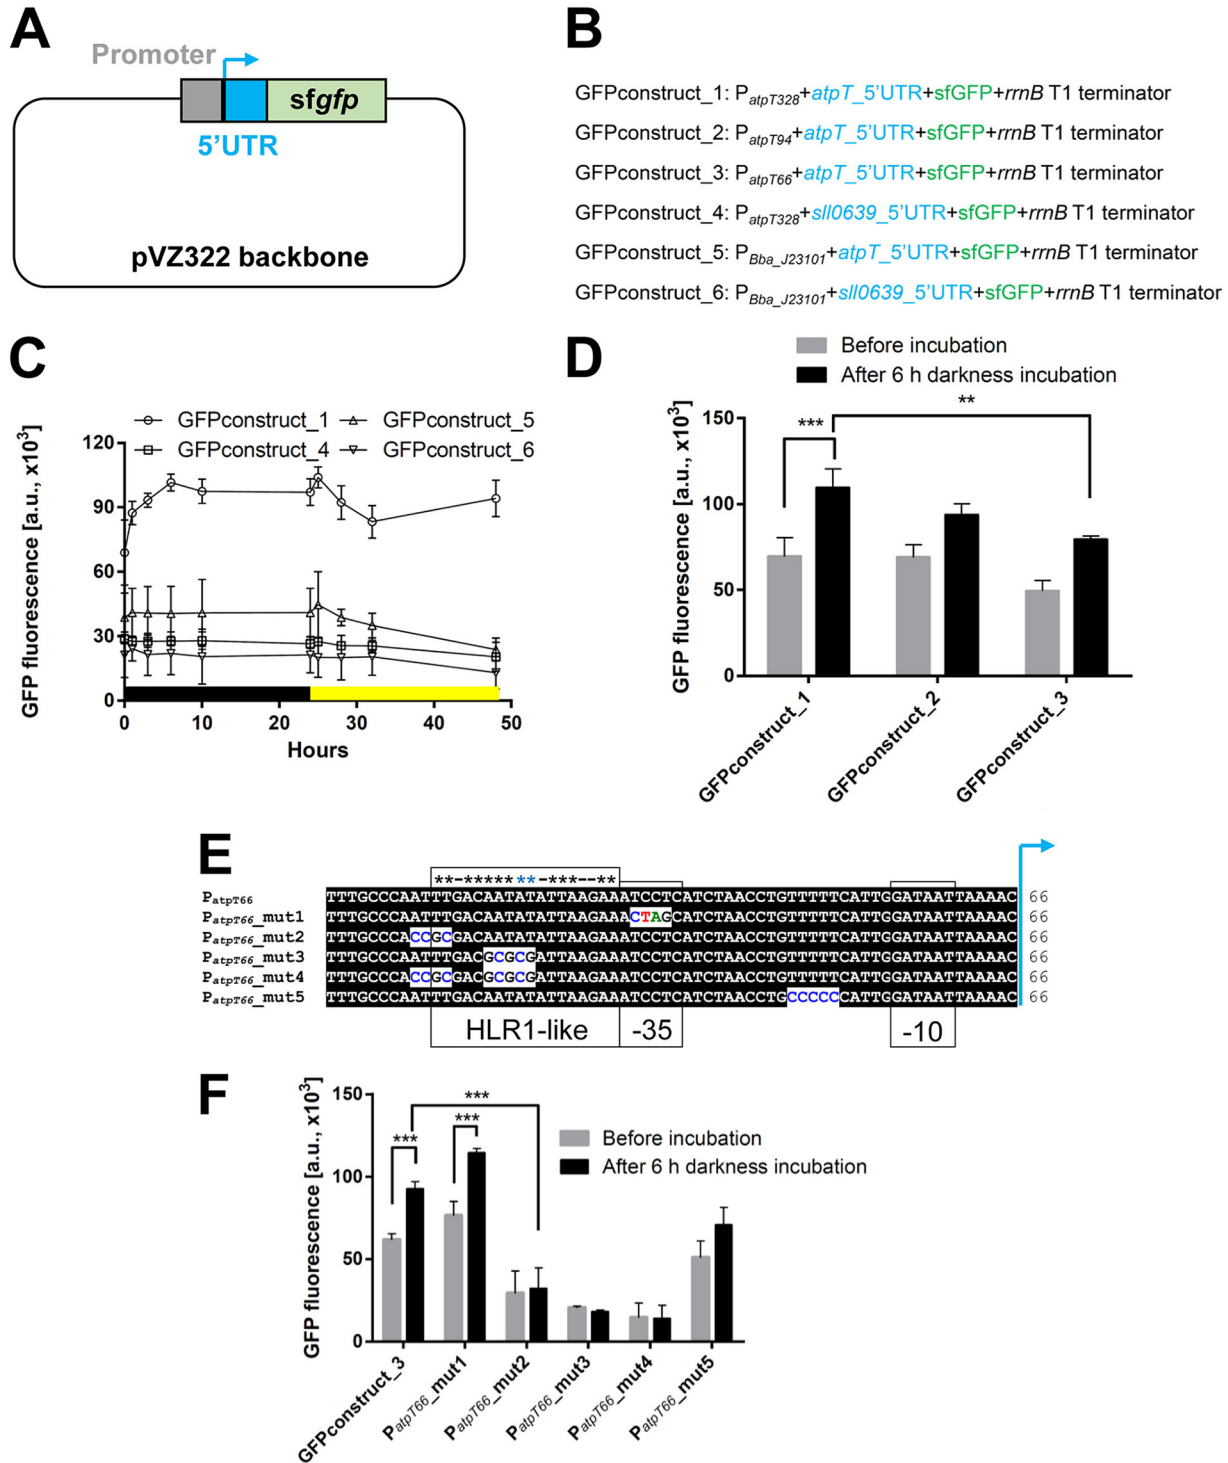 A
Promoter
sfgfp
5'UTR
pVZ322 backbone
B
GFPconstruct_1: PatpT328+atpT_5'UTR+sfGFP+rrnB T1 terminator
GFPconstruct_2: PatpT94+atpT_5'UTR+sfGFP+rrnB T1 terminator
GFPconstruct_3: PatpT66+atpT_5'UTR+sfGFP+rrnB T1 terminator
GFPconstruct_4: PatpT328+sll0639_5'UTR+sfGFP+rrnB T1 terminator
GFPconstruct_5: PBba_J23101+atpT_5'UTR+sfGFP+rrnB T1 terminator
GFPconstruct_6: PBba_J23101+sll0639_5'UTR+sfGFP+rrnB T1 terminator
C
GFPconstruct_1 GFPconstruct_5
GFPconstruct_4 GFPconstruct_6
GFP fluorescence [a.u., x10³]
120
90
60
30
0
0 10 20 30 40 50
Hours
D
Before incubation
After 6 h darkness incubation
GFP fluorescence [a.u., x10³]
150
100
50
0
*** **
GFPconstruct_1
GFPconstruct_2
GFPconstruct_3
E
**-*******-***--**
PatpT66 TTTGCCCAATTTGACAATATATTAAGAAATCCTCATCTAACCTGTTTTTCATTGGATAATTAAAAC 66
PatpT66_mut1 TTTGCCCAATTTGACAATATATTAAGAAACTAGCATCTAACCTGTTTTTCATTGGATAATTAAAAC 66
PatpT66_mut2 TTTGCCCACCGCGACAATATATTAAGAAATCCTCATCTAACCTGTTTTTCATTGGATAATTAAAAC 66
PatpT66_mut3 TTTGCCCAATTTGACGCGCGATTAAGAAATCCTCATCTAACCTGTTTTTCATTGGATAATTAAAAC 66
PatpT66_mut4 TTTGCCCACCGCGACGCGCGATTAAGAAATCCTCATCTAACCTGTTTTTCATTGGATAATTAAAAC 66
PatpT66_mut5 TTTGCCCAATTTGACAATATATTAAGAAATCCTCATCTAACCTGCCCCCCATTGGATAATTAAAAC 66
HLR1-like -35 -10
F
Before incubation
After 6 h darkness incubation
GFP fluorescence [a.u., x10³]
150
100
50
0
*** *** ***
GFPconstruct_3
PatpT66_mut1
PatpT66_mut2
PatpT66_mut3
PatpT66_mut4
PatpT66_mut5